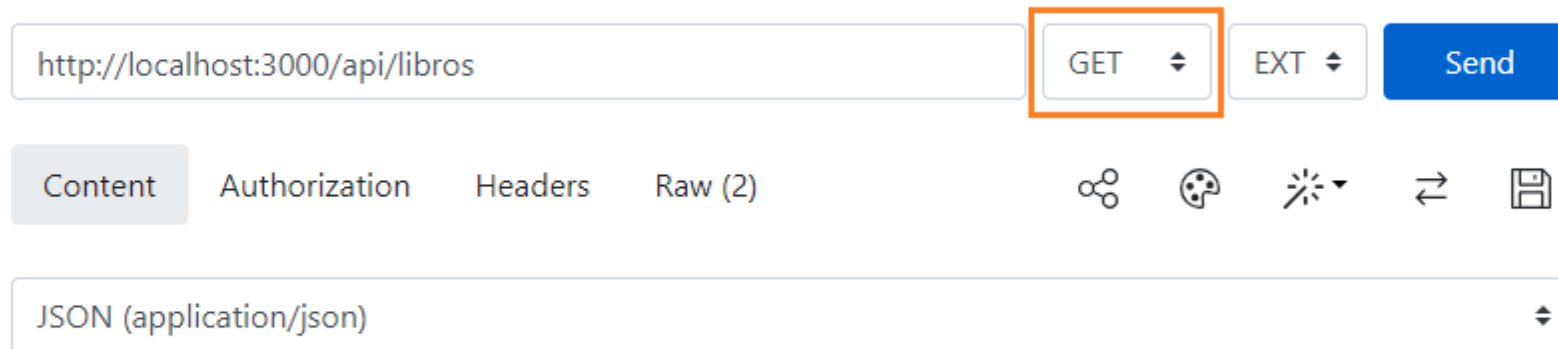 http://localhost:3000/api/libros GET EXT Send
Content Authorization Headers Raw (2)
JSON (application/json)